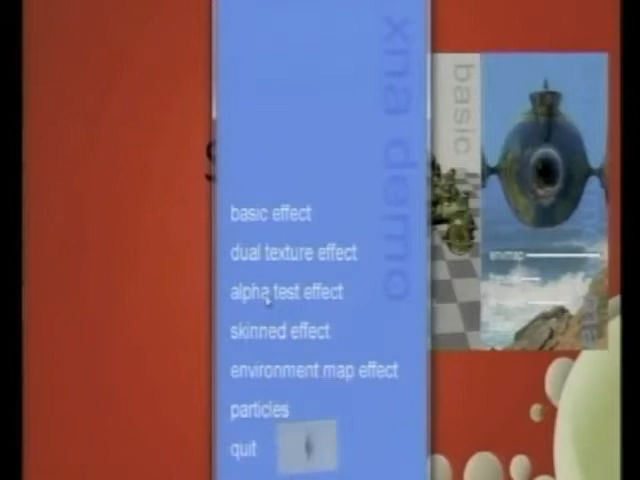 xna demo
basic effect
dual texture effect
alpha test effect
skinned effect
environment map effect
particles
quit
basic
envmap